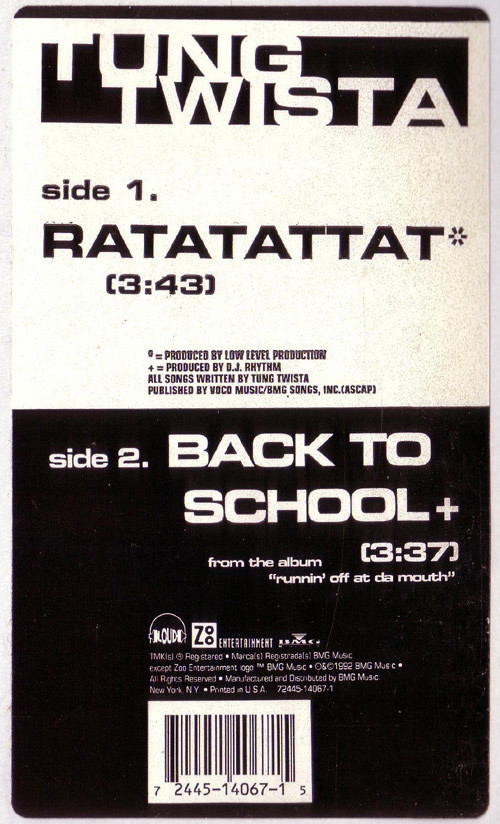 TUNG
TWISTA
side 1.
RATATATTAT*
(3:43)
* = PRODUCED BY LOW LEVEL PRODUCTION
+ = PRODUCED BY D.J. RHYTHM
ALL SONGS WRITTEN BY TUNG TWISTA
PUBLISHED BY VOCO MUSIC/BMG SONGS, INC.(ASCAP)
side 2. BACK TO
SCHOOL+
(3:37)
from the album
"runnin' off at da mouth"
LOUD ZOO ENTERTAINMENT BMG
TMK(s) ® Registered • Marca(s) Registrada(s) BMG Music
except Zoo Entertainment logo ™ BMG Music • ℗&©1992 BMG Music •
All Rights Reserved • Manufactured and Distributed by BMG Music
New York, N.Y. • Printed in U.S.A. 72445-14067-1
7 2445-14067-1 5